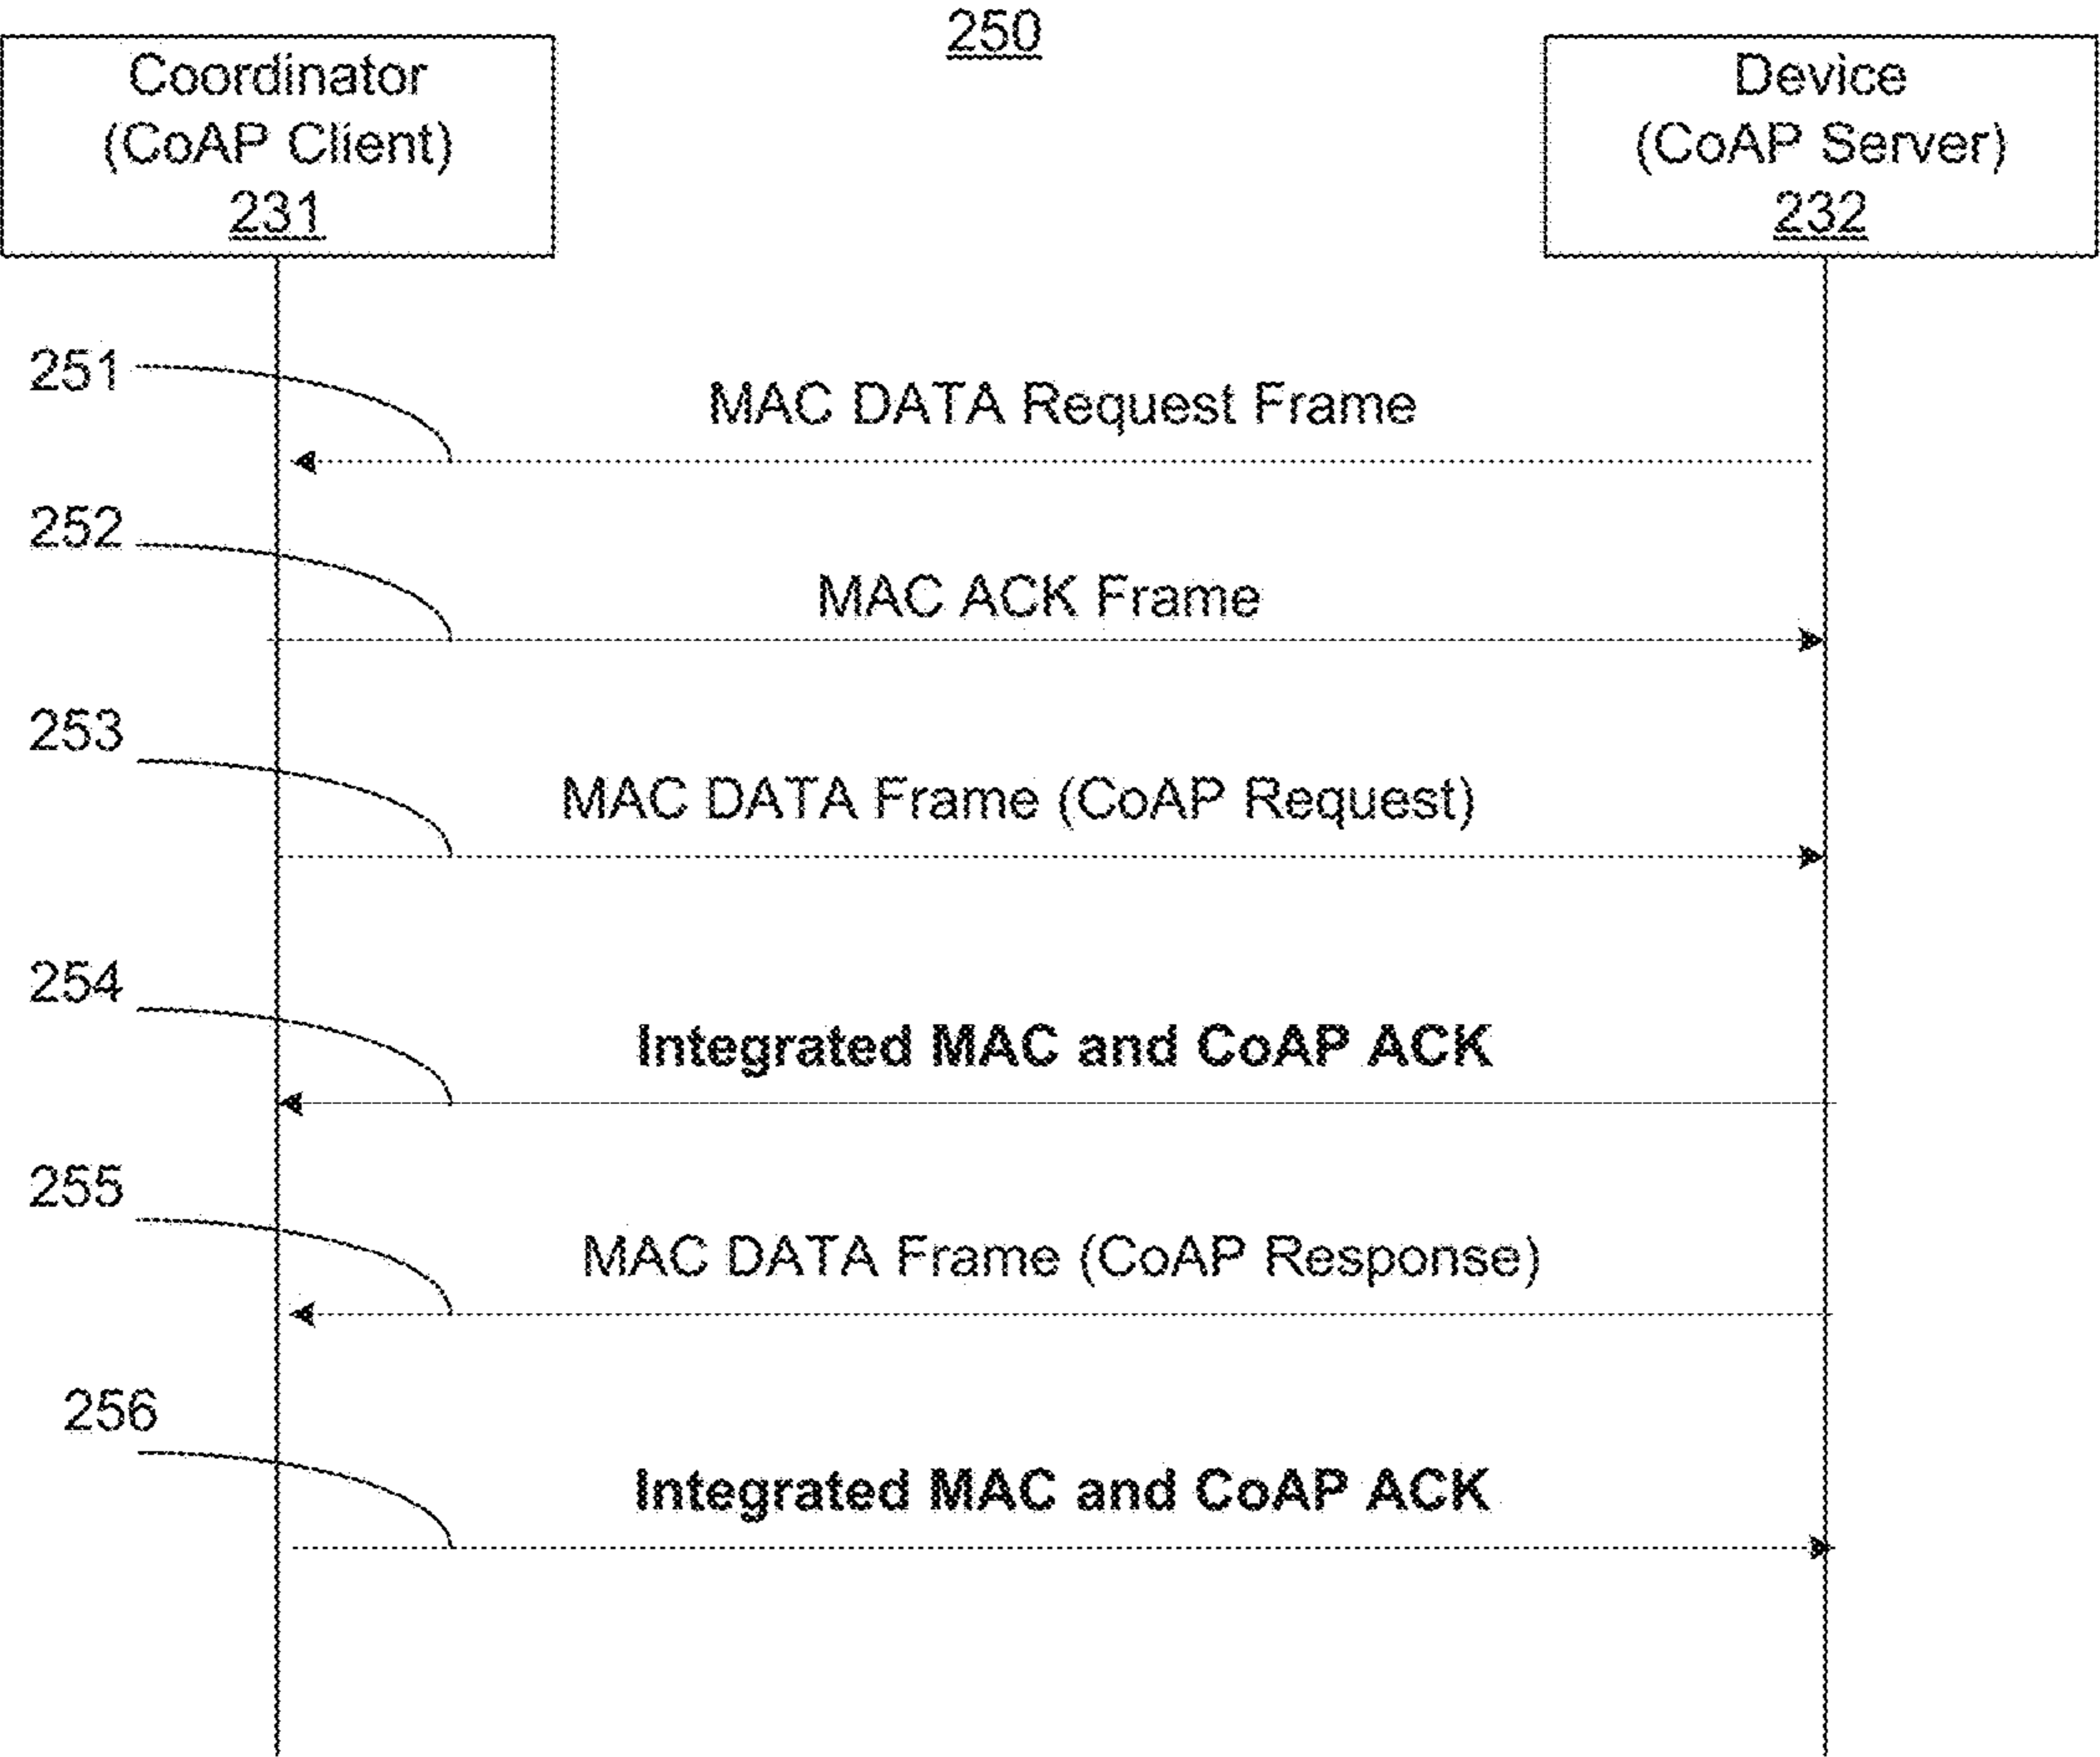 250
Coordinator
(CoAP Client)
231
Device
(CoAP Server)
232
251
MAC DATA Request Frame
252
MAC ACK Frame
253
MAC DATA Frame (CoAP Request)
254
Integrated MAC and CoAP ACK
255
MAC DATA Frame (CoAP Response)
256
Integrated MAC and CoAP ACK